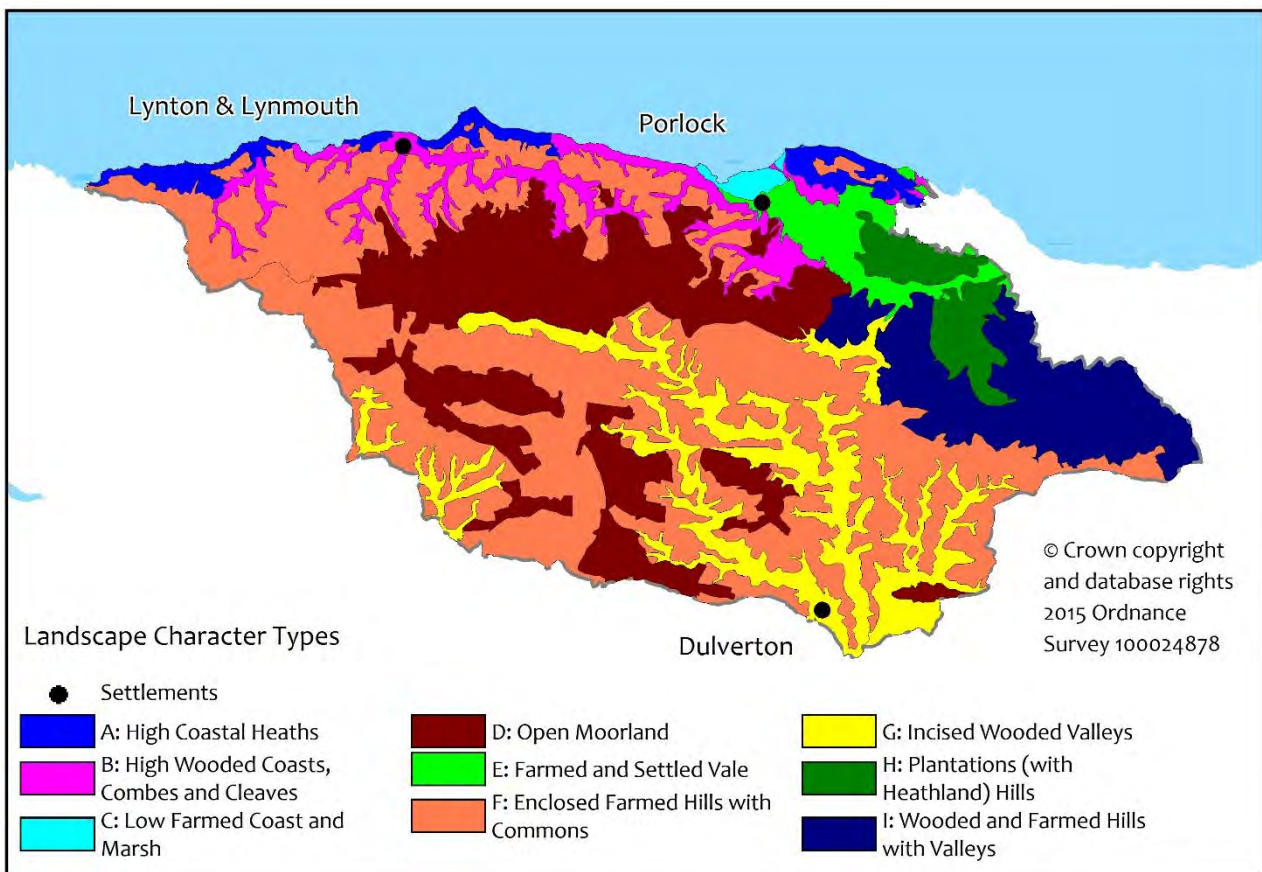 Lynton & Lynmouth
Porlock
Dulverton
© Crown copyright
and database rights
2015 Ordnance
Survey 100024878
Landscape Character Types
Settlements
A: High Coastal Heaths
B: High Wooded Coasts,
Combes and Cleaves
C: Low Farmed Coast and
Marsh
D: Open Moorland
E: Farmed and Settled Vale
F: Enclosed Farmed Hills with
Commons
G: Incised Wooded Valleys
H: Plantations (with
Heathland) Hills
I: Wooded and Farmed Hills
with Valleys